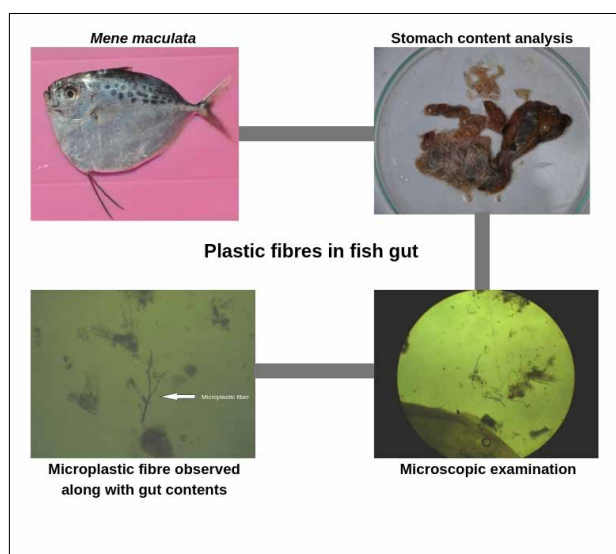 Mene maculata
Stomach content analysis
Plastic fibres in fish gut
Microplastic fiber
Microplastic fibre observed
along with gut contents
Microscopic examination